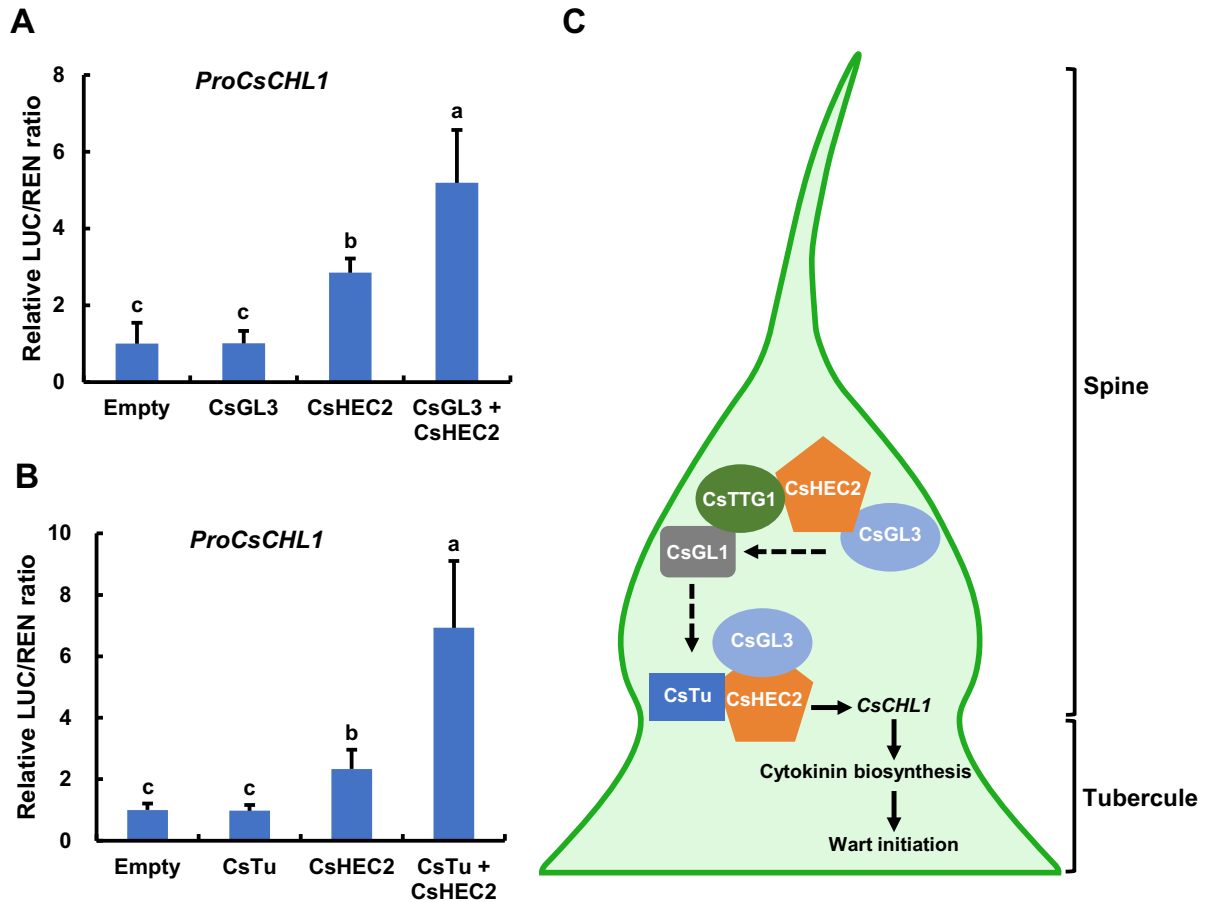 A
ProCsCHL1
Relative LUC/REN ratio
8
6
4
2
0
c
c
b
a
Empty
CsGL3
CsHEC2
CsGL3 +
CsHEC2
B
ProCsCHL1
Relative LUC/REN ratio
10
8
6
4
2
0
c
c
b
a
Empty
CsTu
CsHEC2
CsTu +
CsHEC2
C
CsTTG1
CsHEC2
CsGL3
CsGL1
CsGL3
CsTu
CsHEC2
CsCHL1
Cytokinin biosynthesis
Wart initiation
Spine
Tubercule